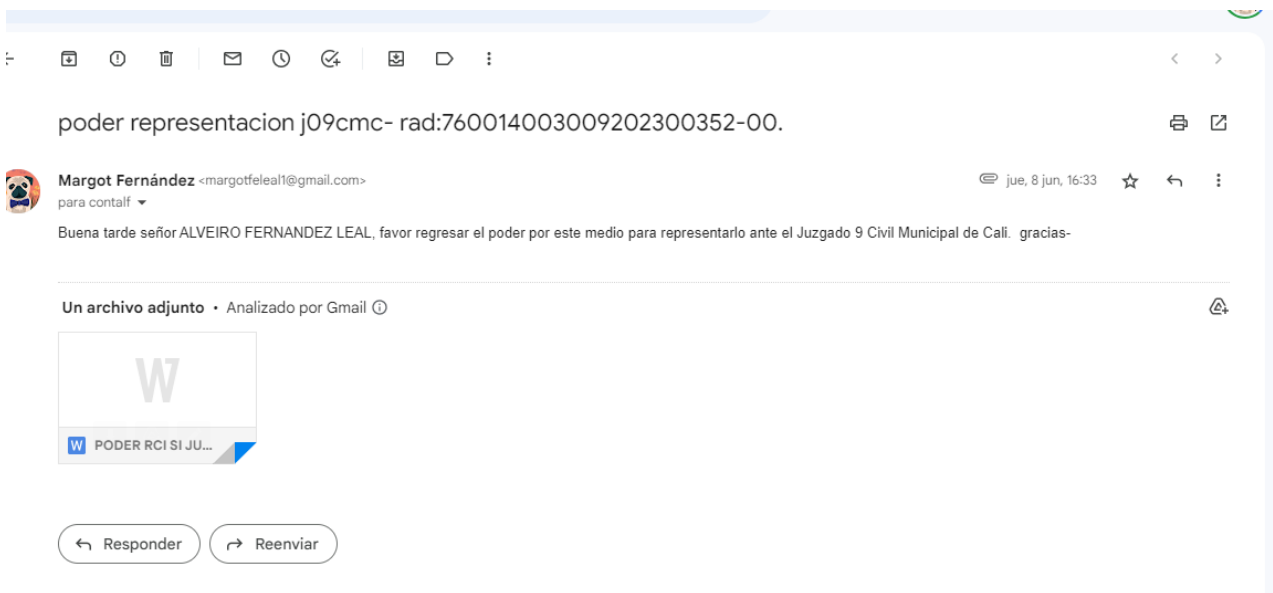 poder representacion j09cmc- rad:760014003009202300352-00.
Margot Fernández <margotfeleal1@gmail.com>
jue, 8 jun, 16:33
para contalf
Buena tarde señor ALVEIRO FERNANDEZ LEAL, favor regresar el poder por este medio para representarlo ante el Juzgado 9 Civil Municipal de Cali.  gracias-
Un archivo adjunto • Analizado por Gmail
W
W PODER RCI SI JU...
Responder
Reenviar